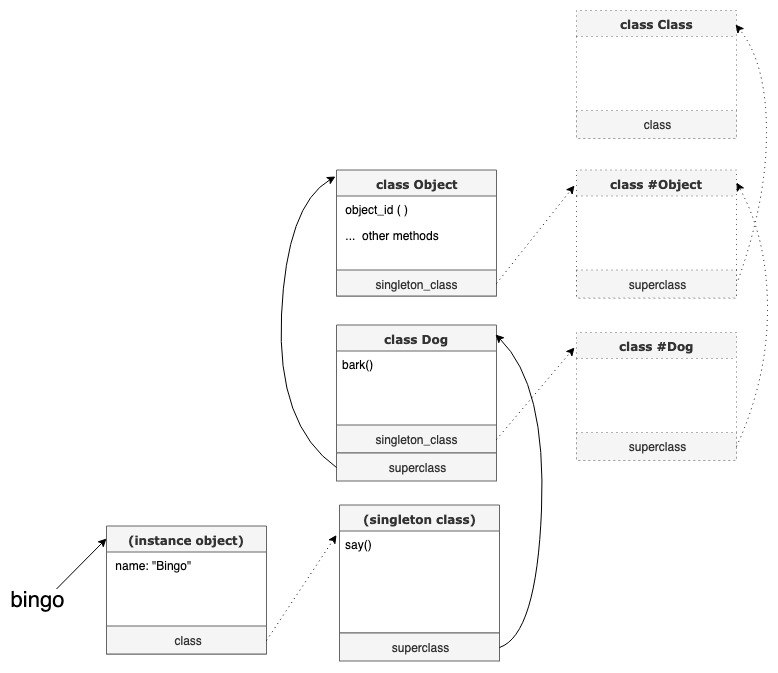 class Class
class
class Object
object_id ( )
... other methods
singleton_class
class #Object
superclass
class Dog
bark()
singleton_class
superclass
class #Dog
superclass
(singleton class)
say()
superclass
(instance object)
name: "Bingo"
class
bingo